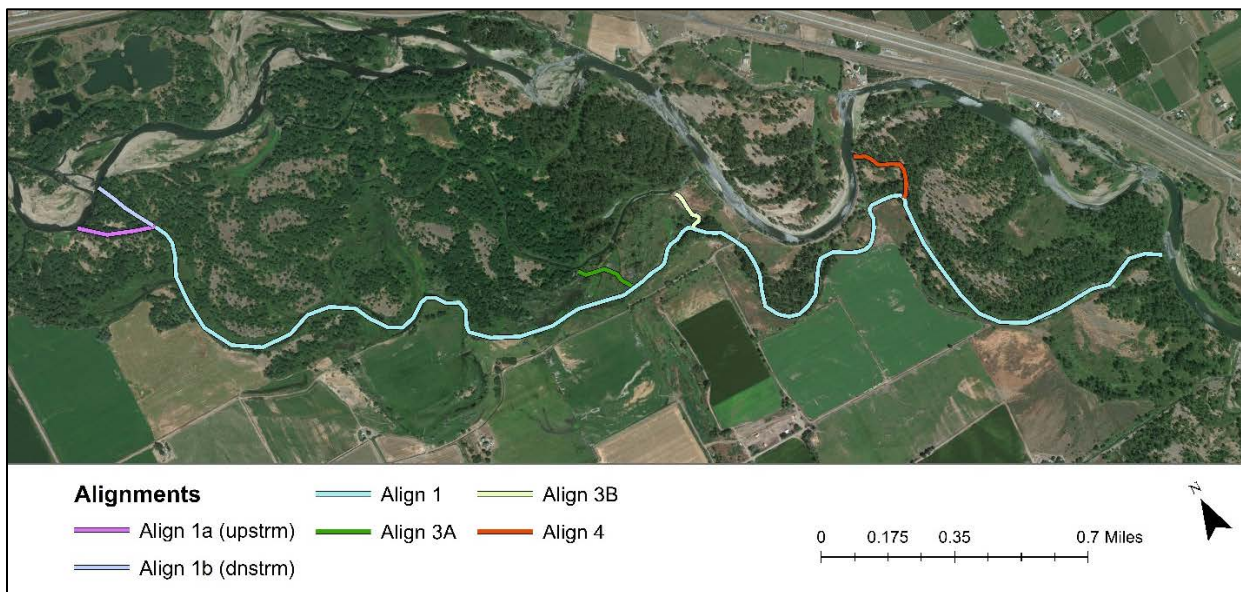 Alignments
Align 1a (upstrm)
Align 1b (dnstrm)
Align 1
Align 3A
Align 3B
Align 4
N
0 0.175 0.35 0.7 Miles